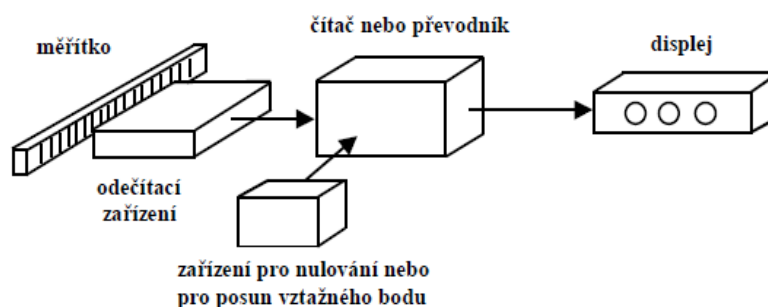 měřítko
čítač nebo převodník
displej
odečítací
zařízení
zařízení pro nulování nebo
pro posun vztažného bodu